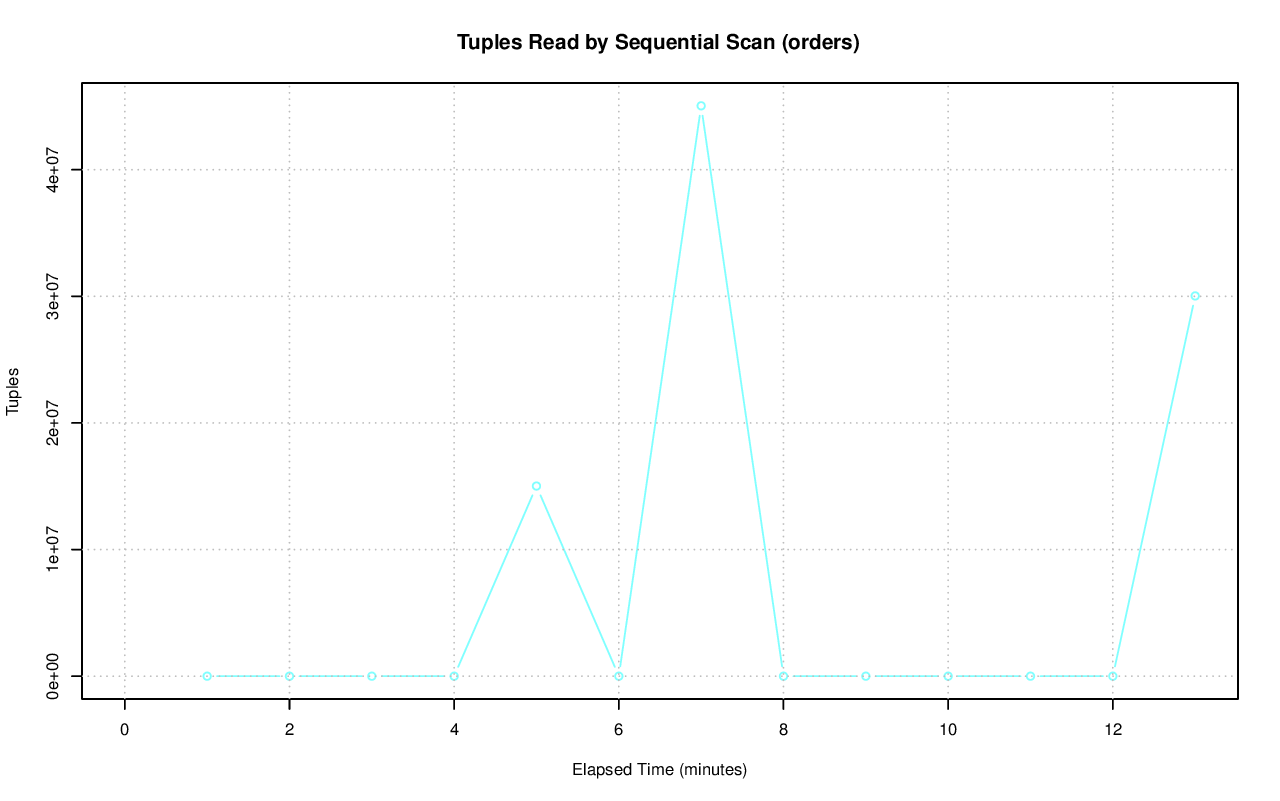 Tuples Read by Sequential Scan (orders)
Tuples
4e+07
3e+07
2e+07
1e+07
0e+00
0 2 4 6 8 10 12
Elapsed Time (minutes)